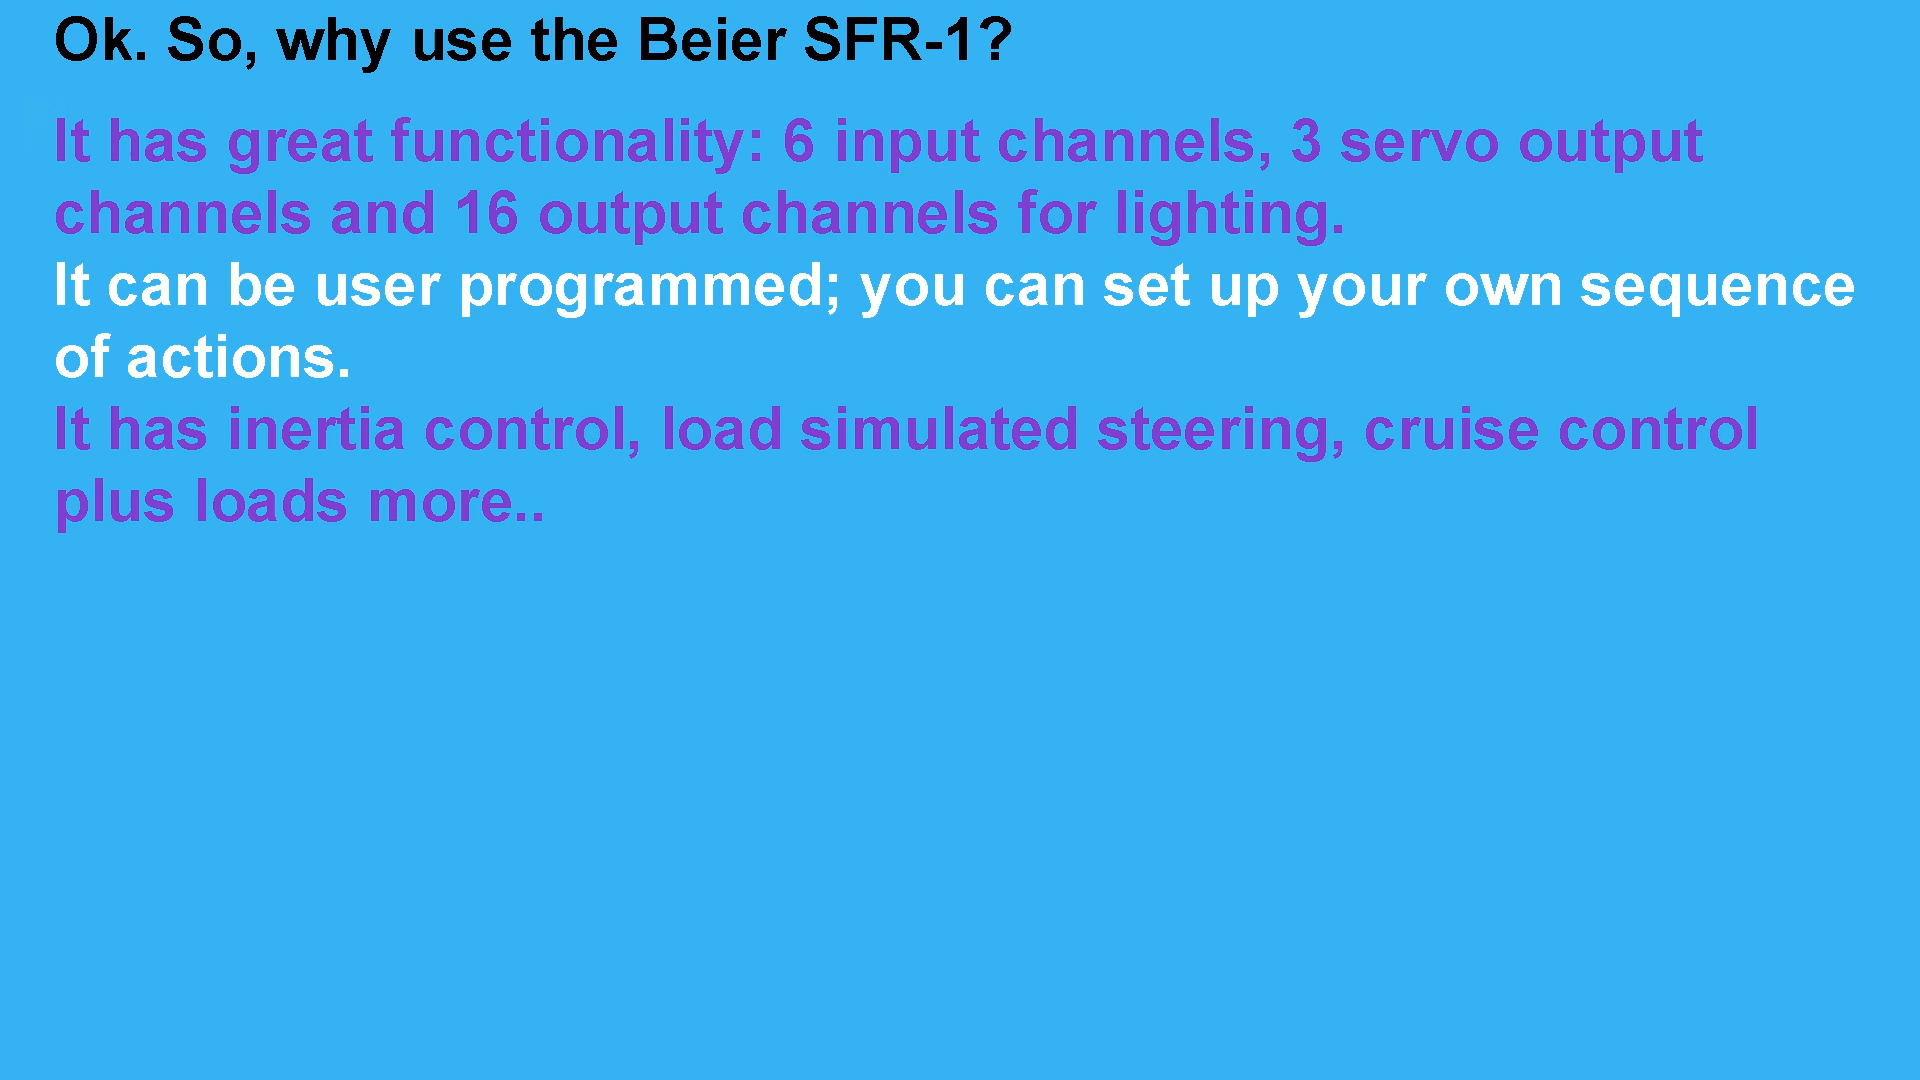 Ok. So, why use the Beier SFR-1?
It has great functionality: 6 input channels, 3 servo output
channels and 16 output channels for lighting.
It can be user programmed; you can set up your own sequence
of actions.
It has inertia control, load simulated steering, cruise control
plus loads more..